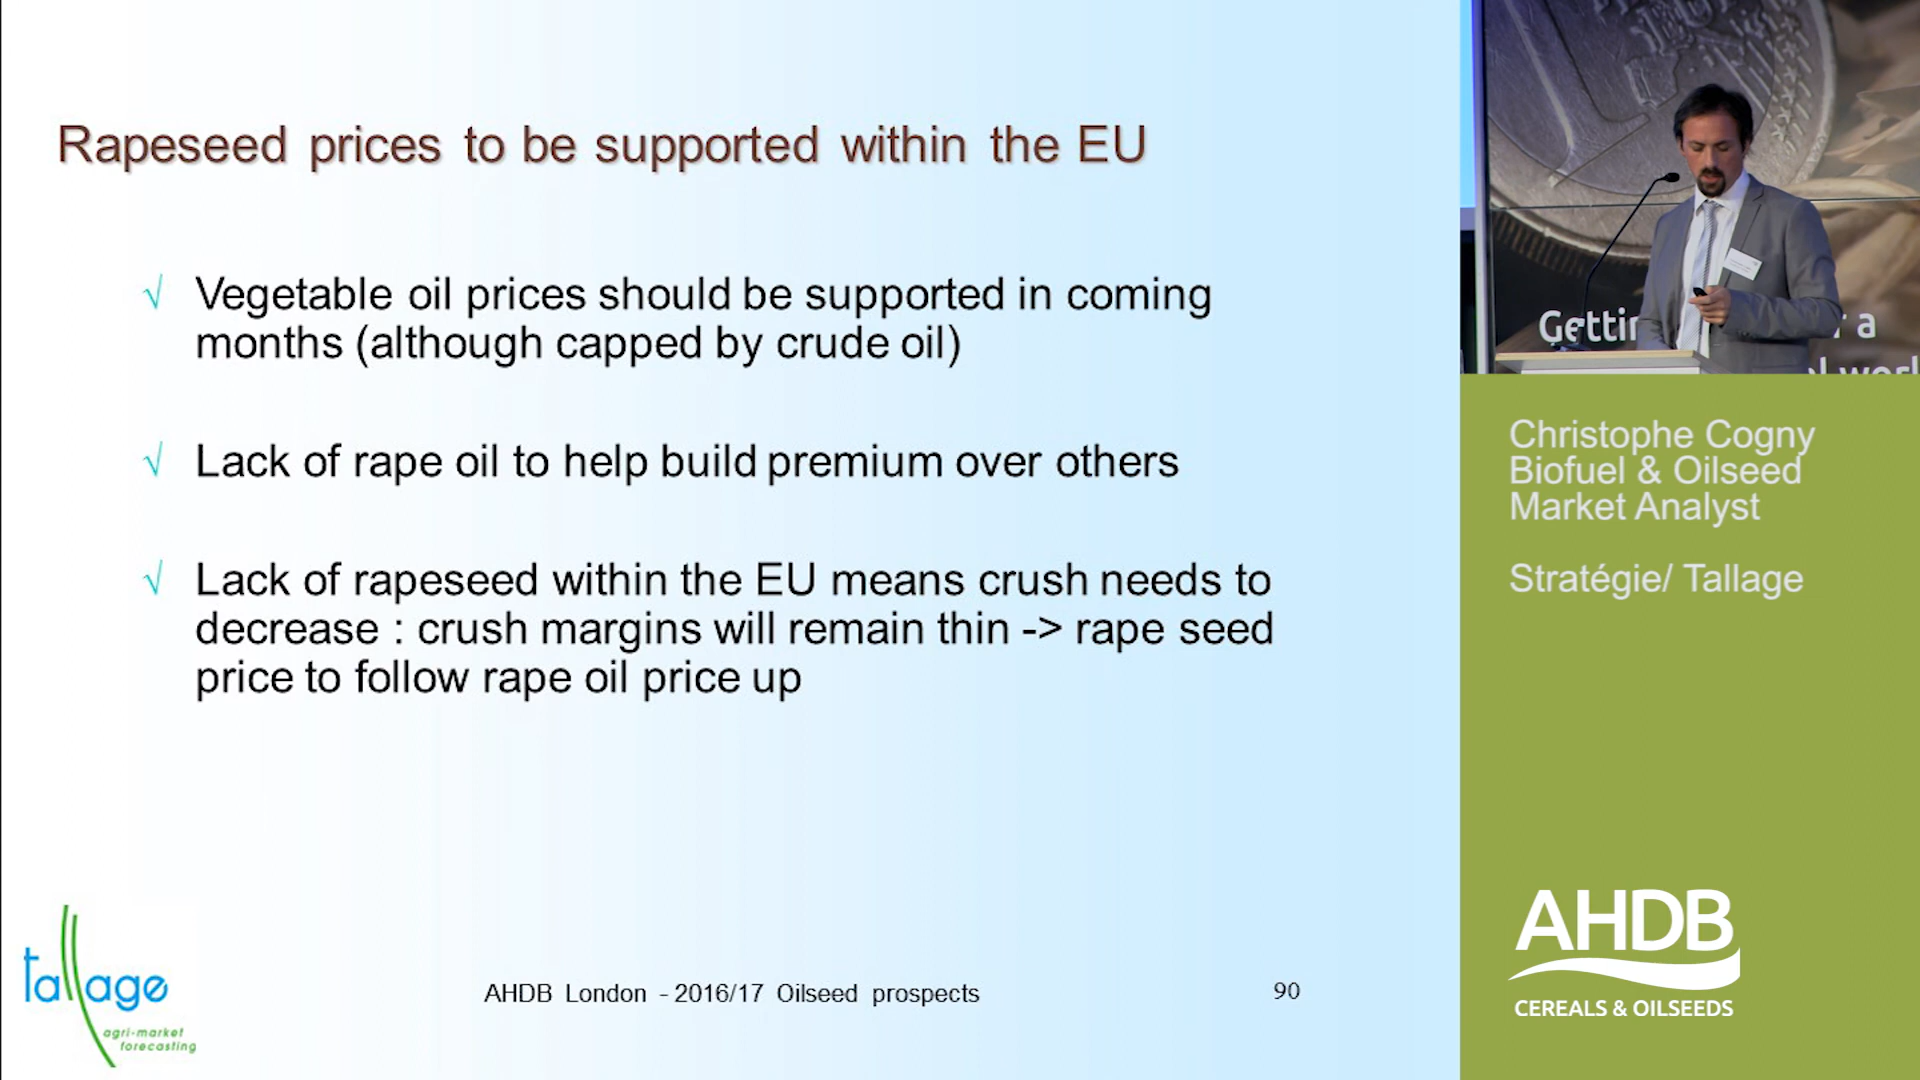 Rapeseed prices to be supported within the EU
√ Vegetable oil prices should be supported in coming
months (although capped by crude oil)
√ Lack of rape oil to help build premium over others
√ Lack of rapeseed within the EU means crush needs to
decrease : crush margins will remain thin -> rape seed
price to follow rape oil price up
tallage
agri-market
forecasting
AHDB London - 2016/17 Oilseed prospects
90
a
Christophe Cogny
Biofuel & Oilseed
Market Analyst
Stratégie/ Tallage
AHDB
CEREALS & OILSEEDS